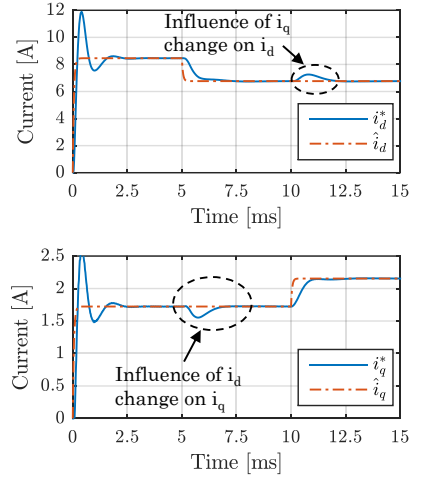 Influence of i_q
change on i_d
12
10
8
6
4
2
0
Current [A]
i_d^*
î_d
0 2.5 5 7.5 10 12.5 15
Time [ms]
2.5
2
1.5
1
0.5
0
Current [A]
Influence of i_d
change on i_q
i_q^*
î_q
0 2.5 5 7.5 10 12.5 15
Time [ms]